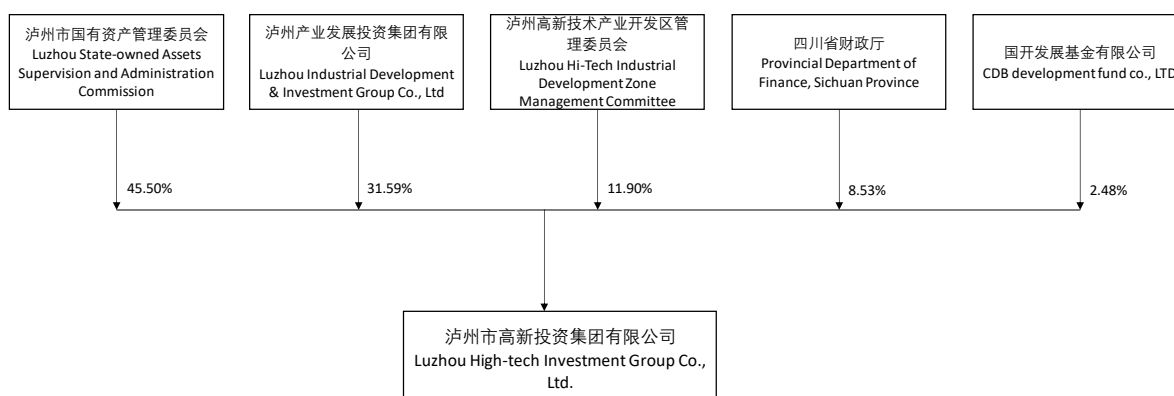 泸州市国有资产管理委员会
Luzhou State-owned Assets
Supervision and Administration
Commission
泸州产业发展投资集团有限
公司
Luzhou Industrial Development
& Investment Group Co., Ltd
泸州高新技术产业开发区管
理委员会
Luzhou Hi-Tech Industrial
Development Zone
Management Committee
四川省财政厅
Provincial Department of
Finance, Sichuan Province
国开发展基金有限公司
CDB development fund co., LTD
45.50%
31.59%
11.90%
8.53%
2.48%
泸州市高新投资集团有限公司
Luzhou High-tech Investment Group Co.,
Ltd.